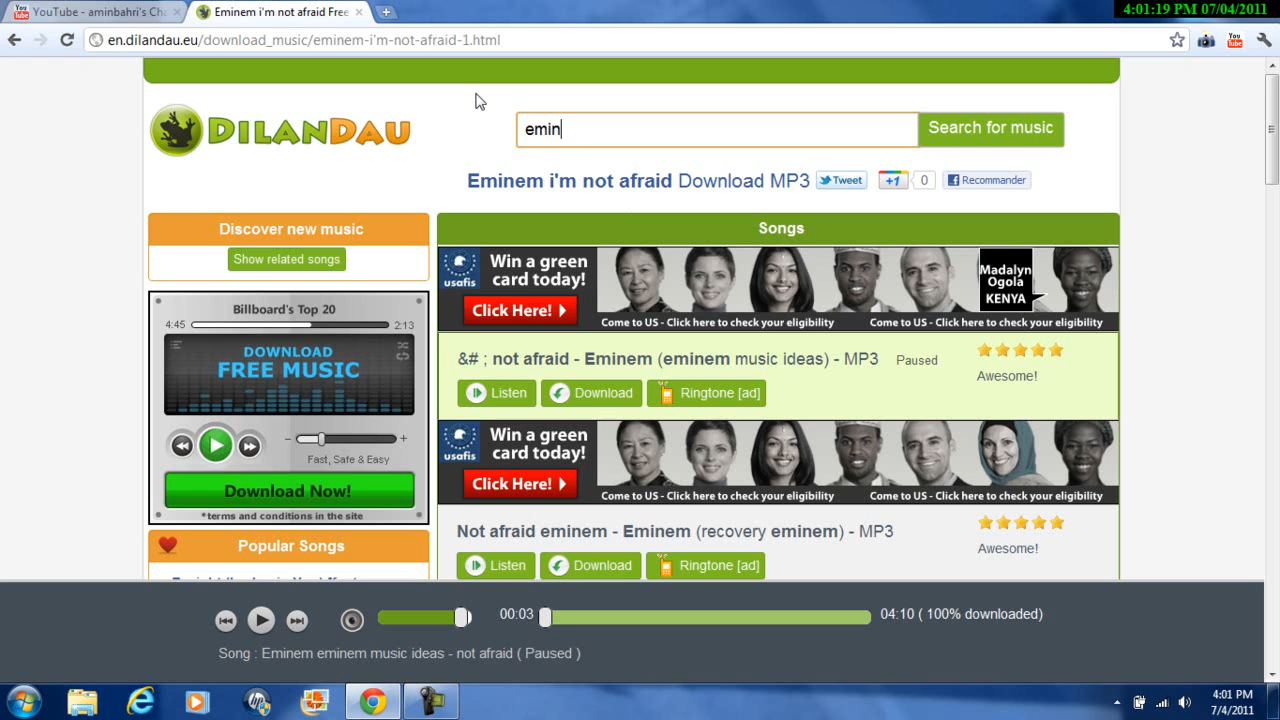 YouTube - aminbahri's Cha
Eminem i'm not afraid Free
4:01:19 PM 07/04/2011
en.dilandau.eu/download_music/eminem-i'm-not-afraid-1.html
DILANDAU
emin
Search for music
Eminem i'm not afraid Download MP3
Tweet
+1
0
Recommander
Discover new music
Show related songs
Songs
usafis
Win a green
card today!
Click Here!
Madalyn
Ogola
KENYA
Come to US - Click here to check your eligibility
Come to US - Click here to check your eligibility
Billboard's Top 20
4:45
2:13
DOWNLOAD
FREE MUSIC
- +
Fast, Safe & Easy
Download Now!
*terms and conditions in the site
&# ; not afraid - Eminem (eminem music ideas) - MP3
Paused
Awesome!
Listen
Download
Ringtone [ad]
usafis
Win a green
card today!
Click Here!
Come to US - Click here to check your eligibility
Come to US - Click here to check your eligibility
Not afraid eminem - Eminem (recovery eminem) - MP3
Awesome!
Listen
Download
Ringtone [ad]
Popular Songs
00:03
04:10 ( 100% downloaded)
Song : Eminem eminem music ideas - not afraid ( Paused )
4:01 PM
7/4/2011